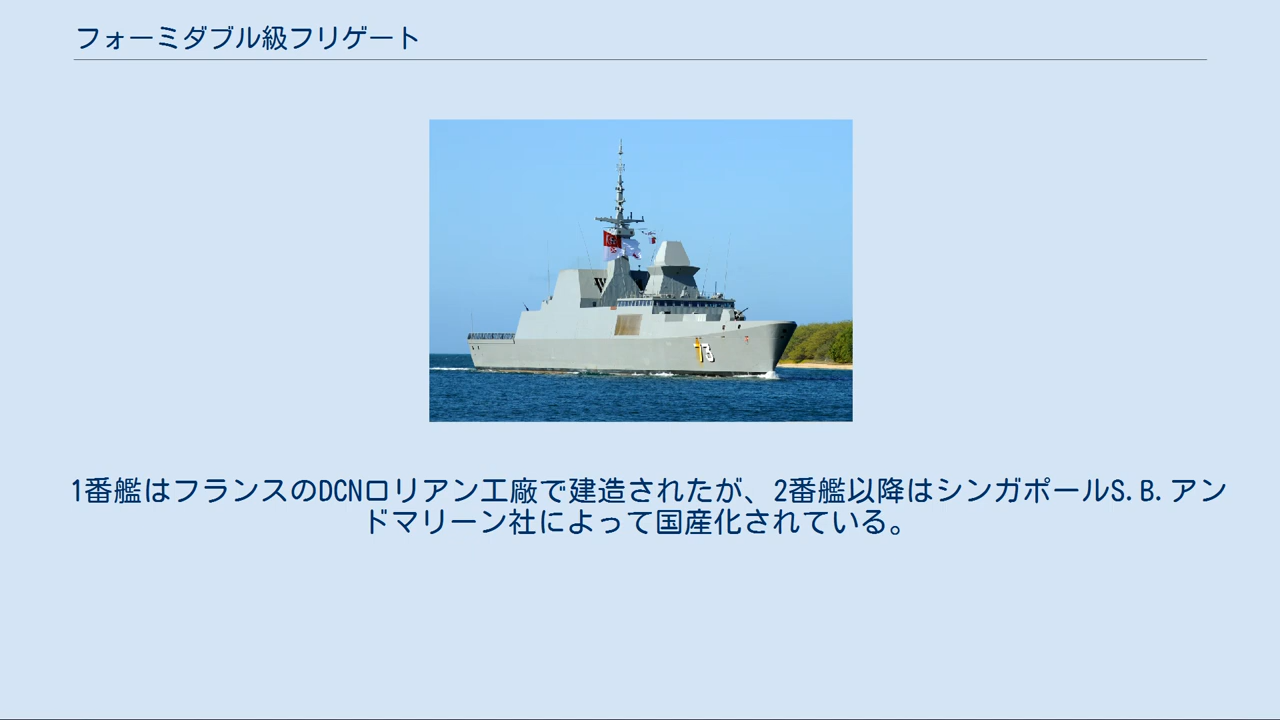 フォーミダブル級フリゲート
1番艦はフランスのDCNロリアン工廠で建造されたが、2番艦以降はシンガポールS.B.アン
ドマリーン社によって国産化されている。